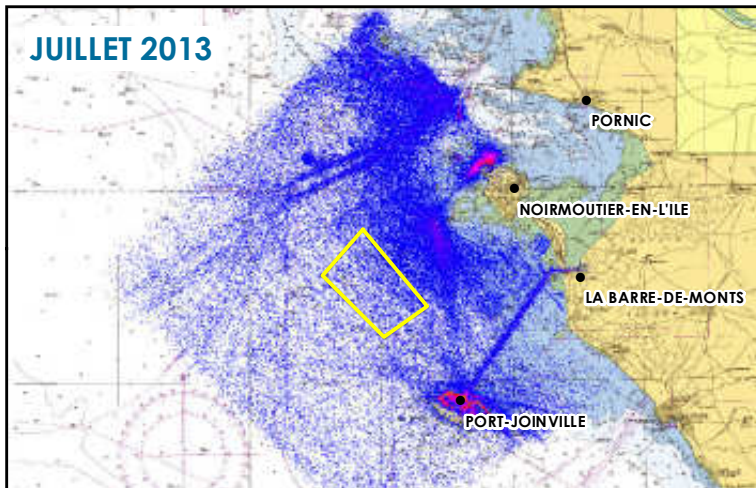 JUILLET 2013
PORNIC
NOIRMOUTIER-EN-L'ILE
LA BARRE-DE-MONTS
PORT-JOINVILLE